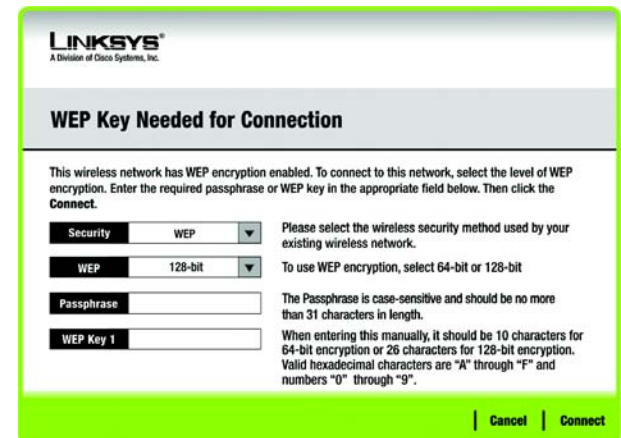 LINKSYS®
A Division of Cisco Systems, Inc.
WEP Key Needed for Connection
This wireless network has WEP encryption enabled. To connect to this network, select the level of WEP
encryption. Enter the required passphrase or WEP key in the appropriate field below. Then click the
Connect.
Security WEP
Please select the wireless security method used by your
existing wireless network.
WEP 128-bit
To use WEP encryption, select 64-bit or 128-bit
Passphrase
The Passphrase is case-sensitive and should be no more
than 31 characters in length.
WEP Key 1
When entering this manually, it should be 10 characters for
64-bit encryption or 26 characters for 128-bit encryption.
Valid hexadecimal characters are “A” through “F” and
numbers “0” through “9”.
Cancel Connect